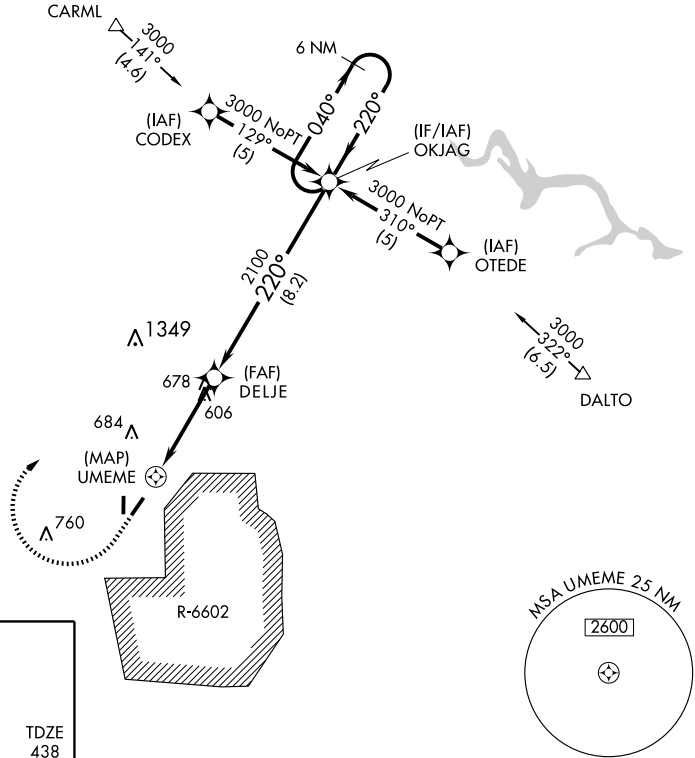 CARML
3000
141°
(4.6)
6 NM
(IAF)
CODEX
3000 NoPT
129°
(5)
040°
220°
(IF/IAF)
OKJAG
3000 NoPT
310°
(5)
(IAF)
OTEDE
2100
220°
(8.2)
3000
322°
(6.5)
DALTO
1349
678
(FAF)
DELJE
606
684
(MAP)
UMEME
760
R-6602
MSA UMEME 25 NM
2600
TDZE
438